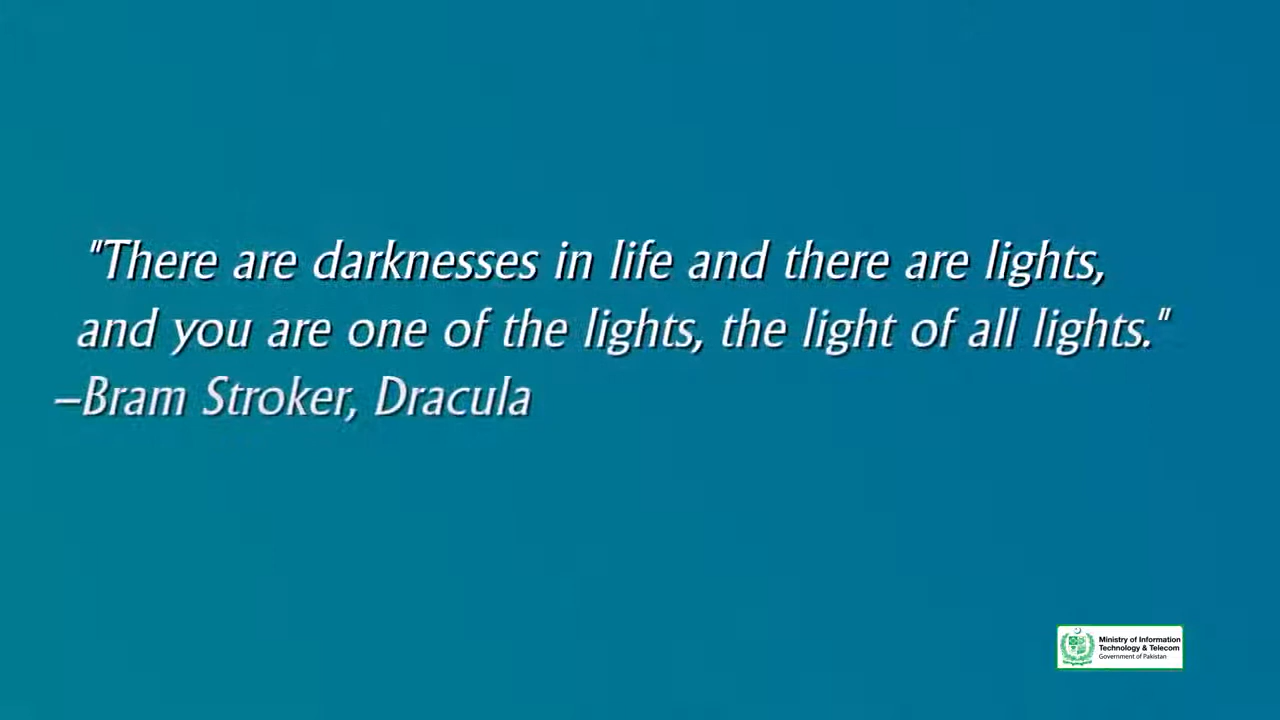 "There are darknesses in life and there are lights,
and you are one of the lights, the light of all lights."
–Bram Stroker, Dracula
Ministry of Information
Technology & Telecom
Government of Pakistan